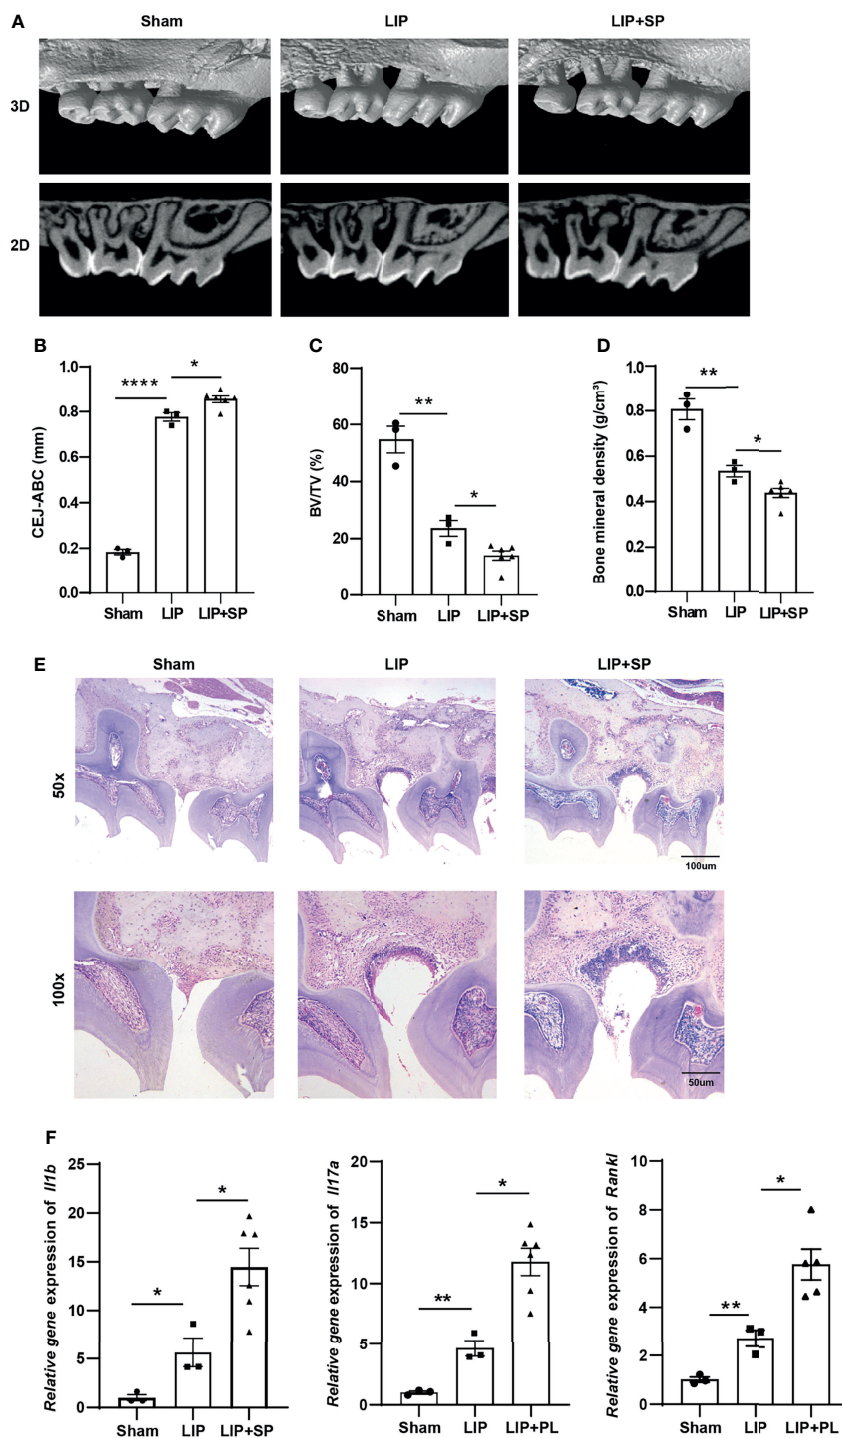 A
Sham
LIP
LIP+SP
3D
2D
B
CEJ-ABC (mm)
1.0
0.8
0.6
0.4
0.2
0.0
****
*
Sham
LIP
LIP+SP
C
BV/TV (%)
80
60
40
20
0
**
*
Sham
LIP
LIP+SP
D
Bone mineral density (g/cm³)
1.0
0.8
0.6
0.4
0.2
0.0
**
*
Sham
LIP
LIP+SP
E
Sham
LIP
LIP+SP
50x
100um
100x
50um
F
Relative gene expression of Il1b
25
20
15
10
5
0
*
*
Sham
LIP
LIP+SP
Relative gene expression of Il17a
20
15
10
5
0
**
*
Sham
LIP
LIP+PL
Relative gene expression of Rankl
10
8
6
4
2
0
**
*
Sham
LIP
LIP+PL